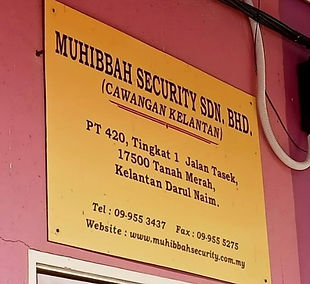 MUHIBBAH SECURITY SDN. BHD.
(CAWANGAN KELANTAN)
PT 420, Tingkat 1 Jalan Tasek,
17500 Tanah Merah,
Kelantan Darul Naim.
Tel : 09-955 3437 Fax : 09-955 5275
Website : www.muhibbahsecurity.com.my